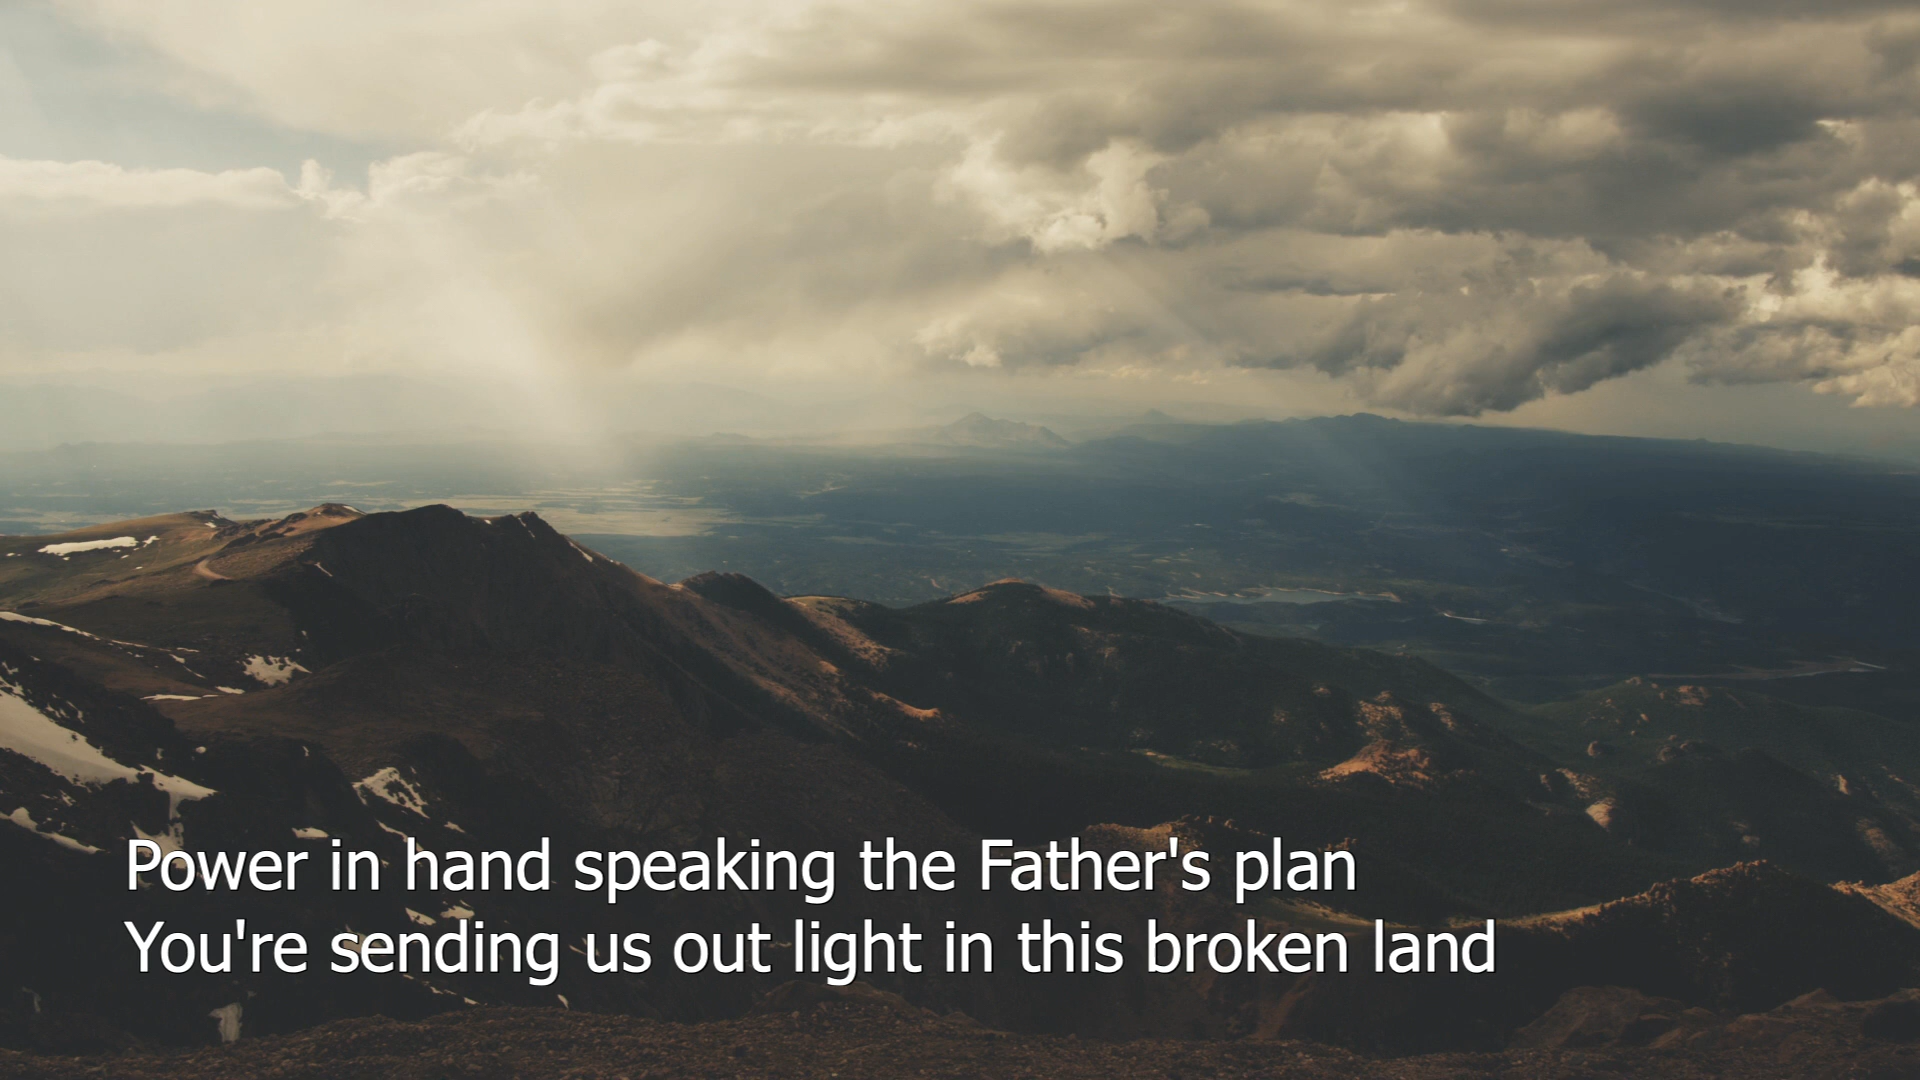 Power in hand speaking the Father's plan
You're sending us out light in this broken land